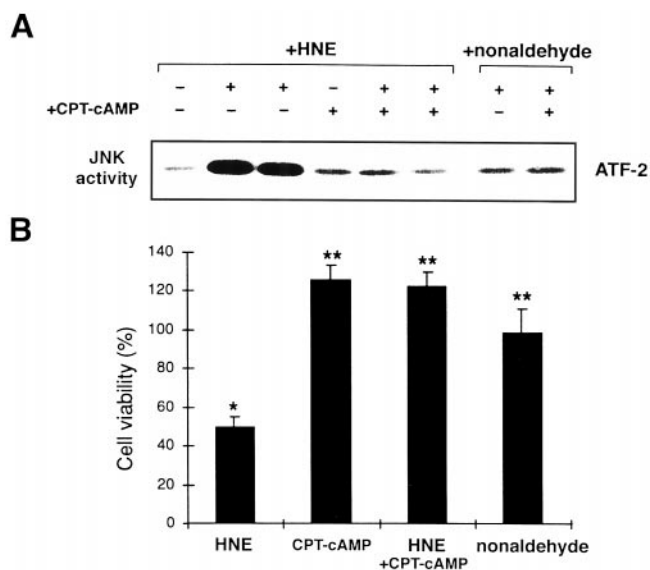 A
+HNE +nonaldehyde
– + + – + + + +
+CPT-cAMP – – – + + + – +
JNK activity ATF-2
B
Cell viability (%)
140
120
100
80
60
40
20
0
* ** ** **
HNE CPT-cAMP HNE +CPT-cAMP nonaldehyde